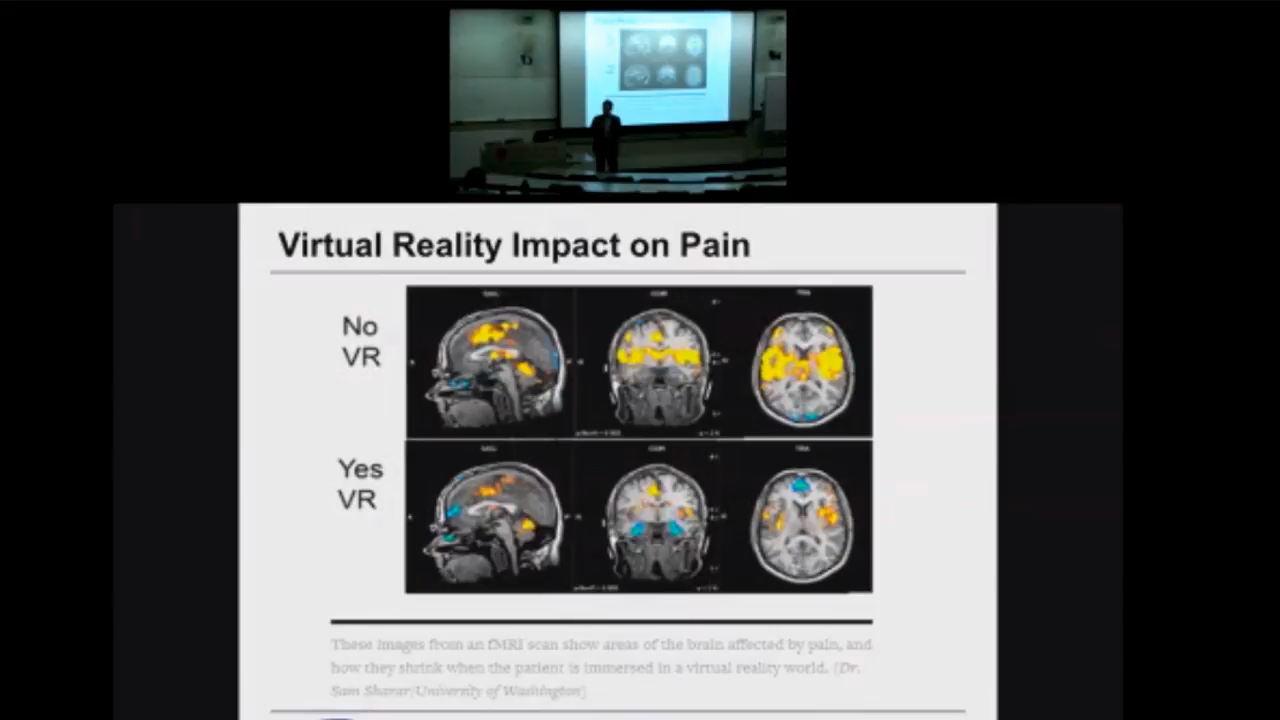 Virtual Reality Impact on Pain
No
VR
Yes
VR
These images from an fMRI scan show areas of the brain affected by pain, and
how they shrink when the patient is immersed in a virtual reality world. (Dr.
Sam Sharar/University of Washington)